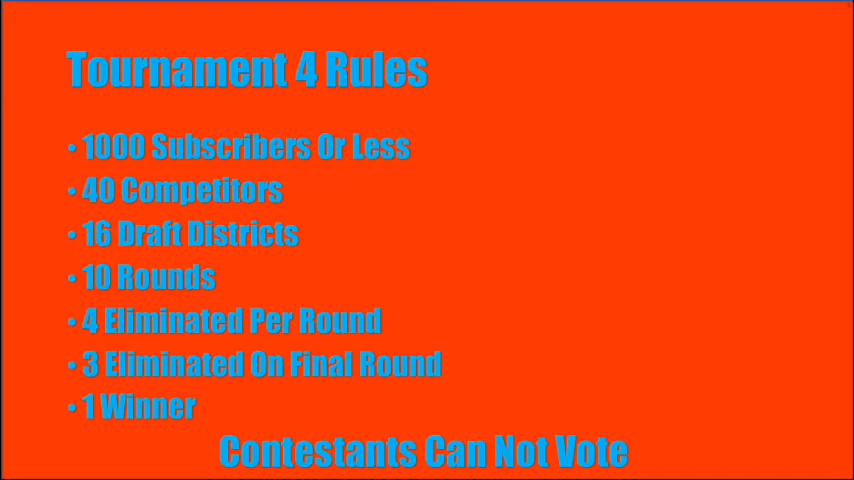 Tournament 4 Rules
• 1000 Subscribers Or Less
• 40 Competitors
• 16 Draft Districts
• 10 Rounds
• 4 Eliminated Per Round
• 3 Eliminated On Final Round
• 1 Winner
Contestants Can Not Vote